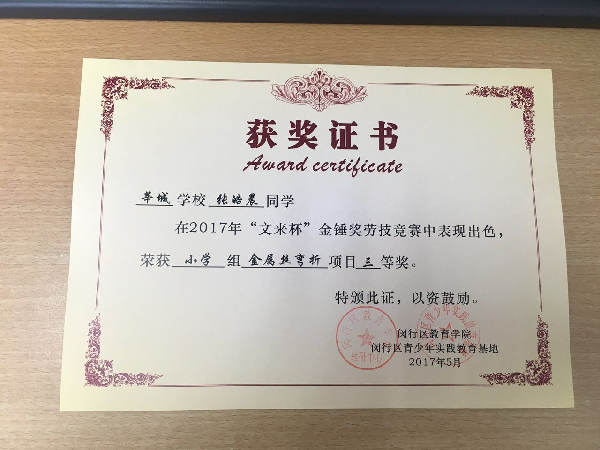 获奖证书
Award certificate
莘城 学校 张皓晨 同学
在2017年“文来杯”金锤奖劳技竞赛中表现出色，
荣获 小学 组 金属丝弯折 项目 三 等奖。
特颁此证，以资鼓励。
闵行区教育学院
闵行区青少年实践教育基地
2017年5月